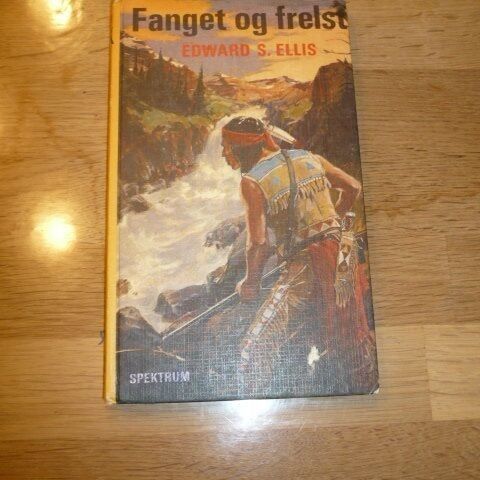 Fanget og frelst
EDWARD S. ELLIS
SPEKTRUM